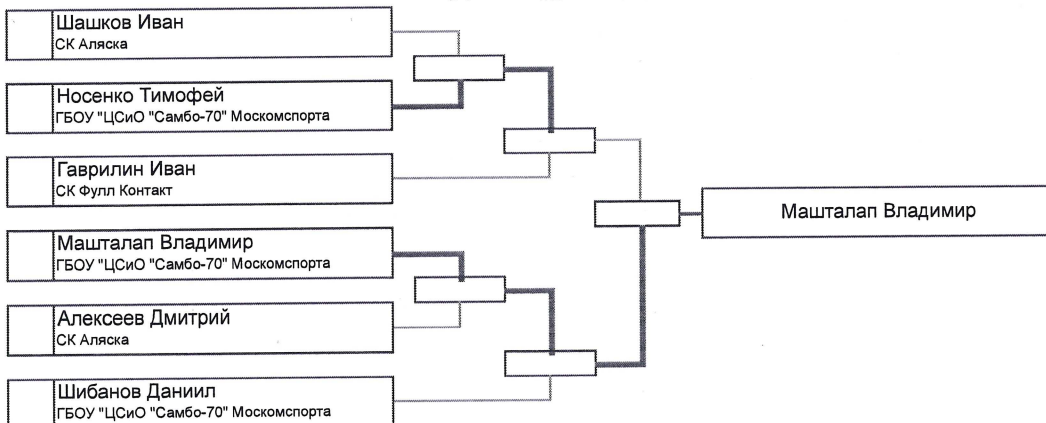 Шашков Иван
СК Аляска
Носенко Тимофей
ГБОУ "ЦСиО "Самбо-70" Москомспорта
Гаврилин Иван
СК Фулл Контакт
Машталап Владимир
ГБОУ "ЦСиО "Самбо-70" Москомспорта
Алексеев Дмитрий
СК Аляска
Шибанов Даниил
ГБОУ "ЦСиО "Самбо-70" Москомспорта
Машталап Владимир